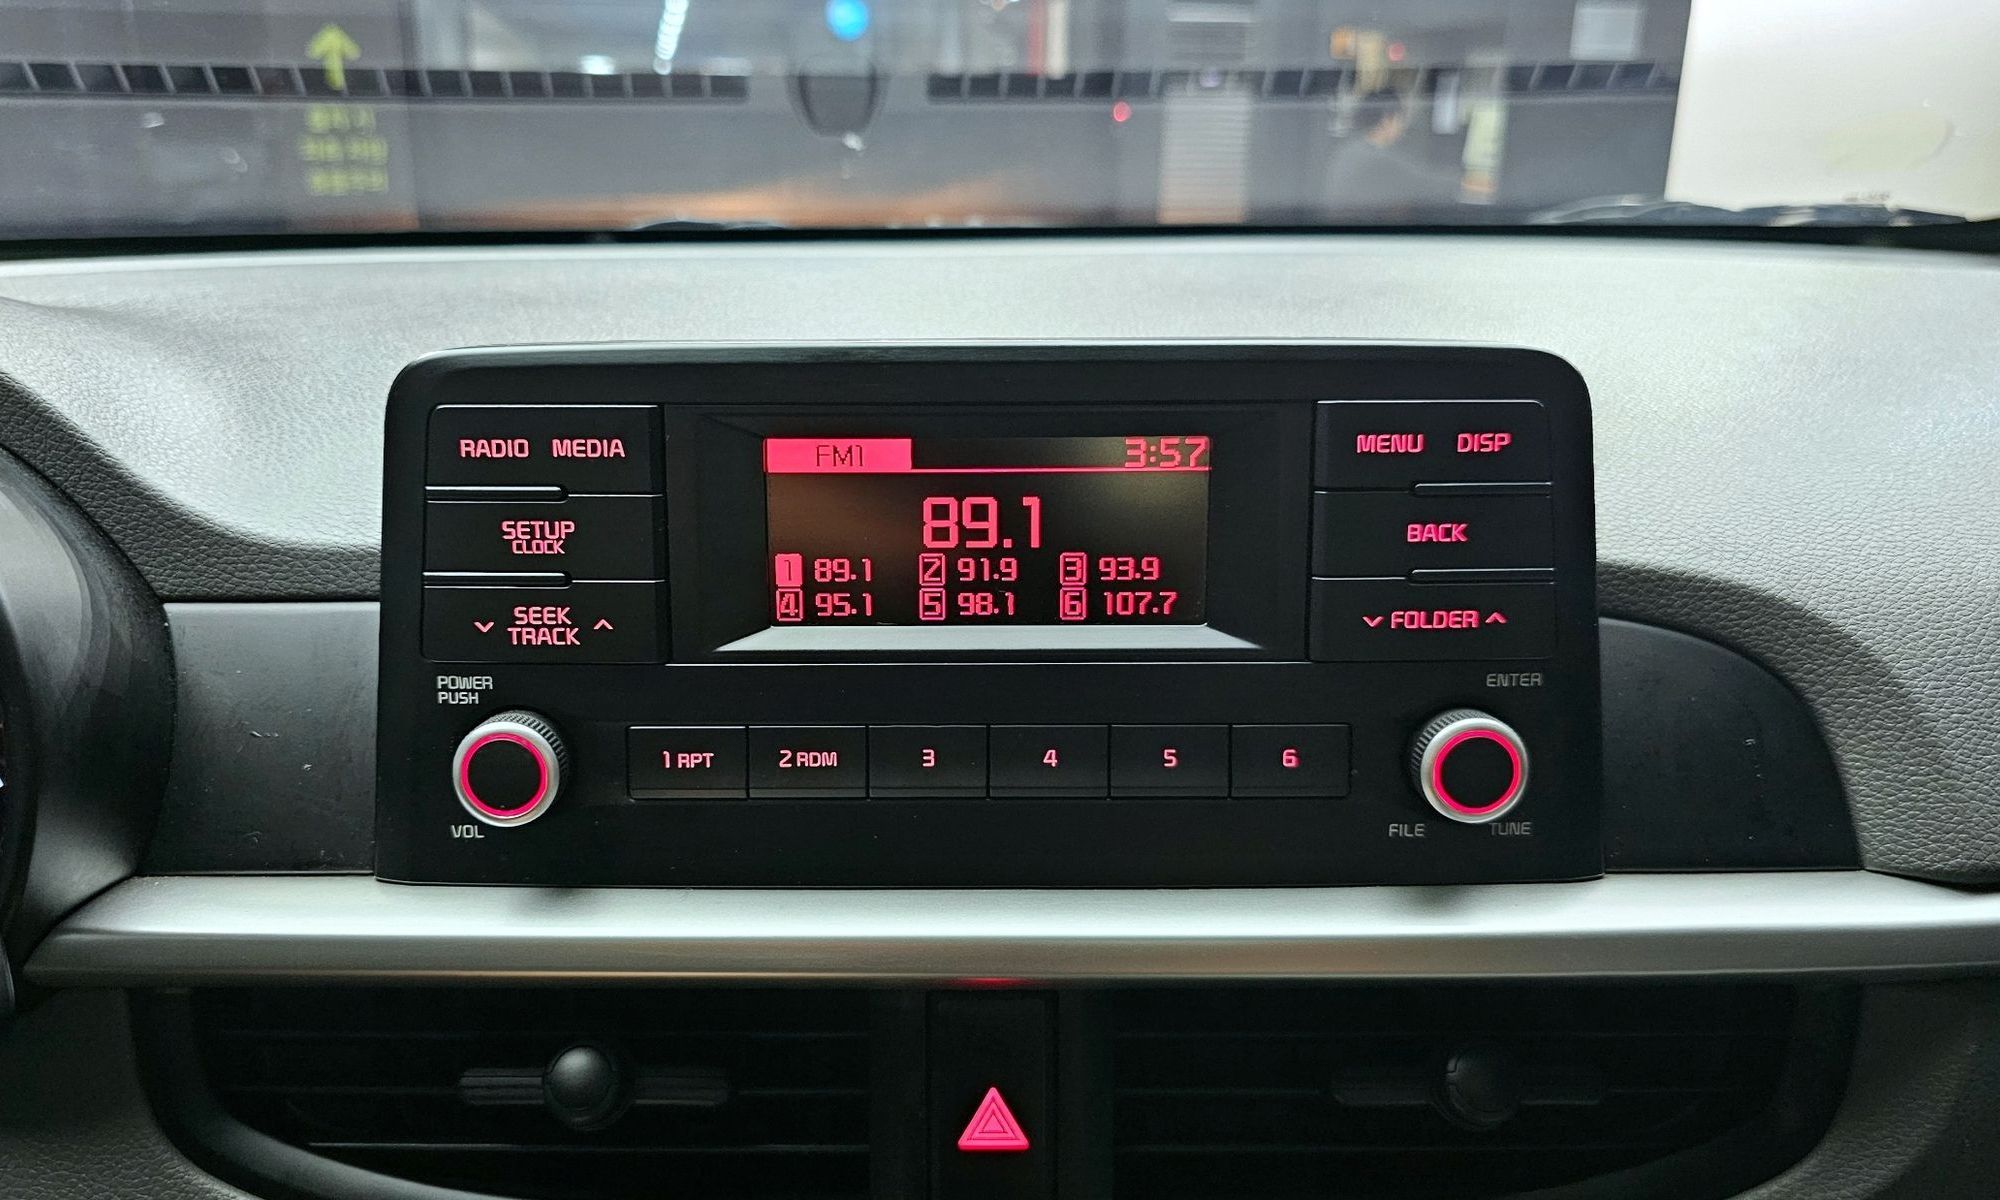 RADIO MEDIA
SETUP
CLOCK
SEEK
TRACK
FM1 3:57
89.1
1 89.1 2 91.9 3 93.9
4 95.1 5 98.1 6 107.7
MENU DISP
BACK
FOLDER
POWER
PUSH
VOL
1 RPT 2 RDM 3 4 5 6
ENTER
FILE TUNE